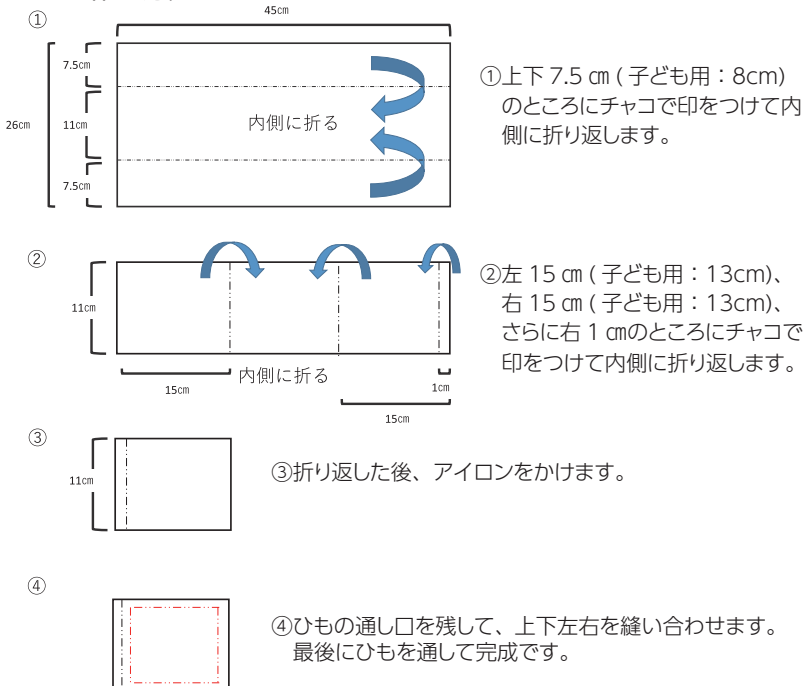 ①
45㎝
7.5㎝
26㎝
11㎝
内側に折る
7.5㎝
①上下 7.5 ㎝ ( 子ども用：8cm)
のところにチャコで印をつけて内
側に折り返します。
②
11㎝
15㎝
内側に折る
1㎝
15㎝
②左 15 ㎝ ( 子ども用：13cm)、
右 15 ㎝ ( 子ども用：13cm)、
さらに右 1 ㎝のところにチャコで
印をつけて内側に折り返します。
③
11㎝
③折り返した後、アイロンをかけます。
④
④ひもの通し口を残して、上下左右を縫い合わせます。
最後にひもを通して完成です。